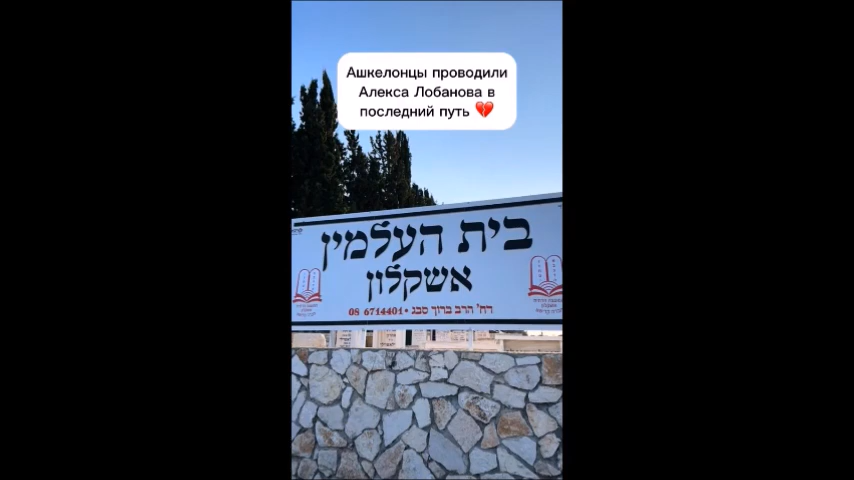 Ашкелонцы проводили
Алекса Лобанова в
последний путь 💔
בית העלמין
אשקלון
רח' הרב ברוך סבג • 08 6714401